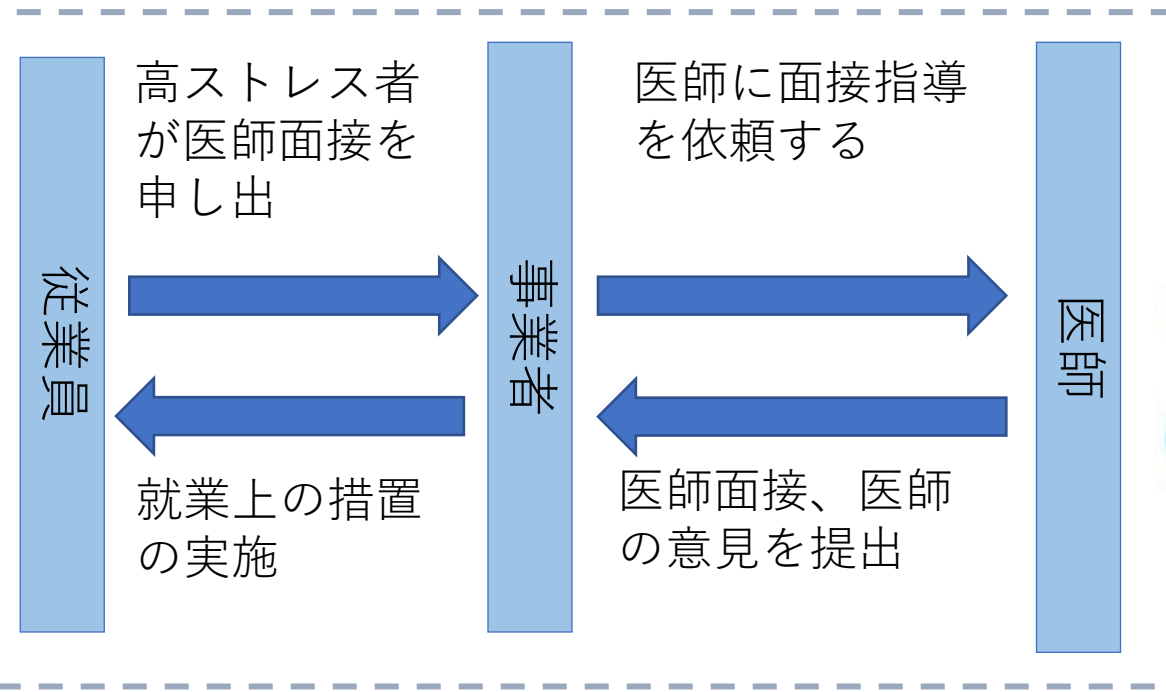 従業員
高ストレス者
が医師面接を
申し出
事業者
医師に面接指導
を依頼する
医師
就業上の措置
の実施
医師面接、医師
の意見を提出